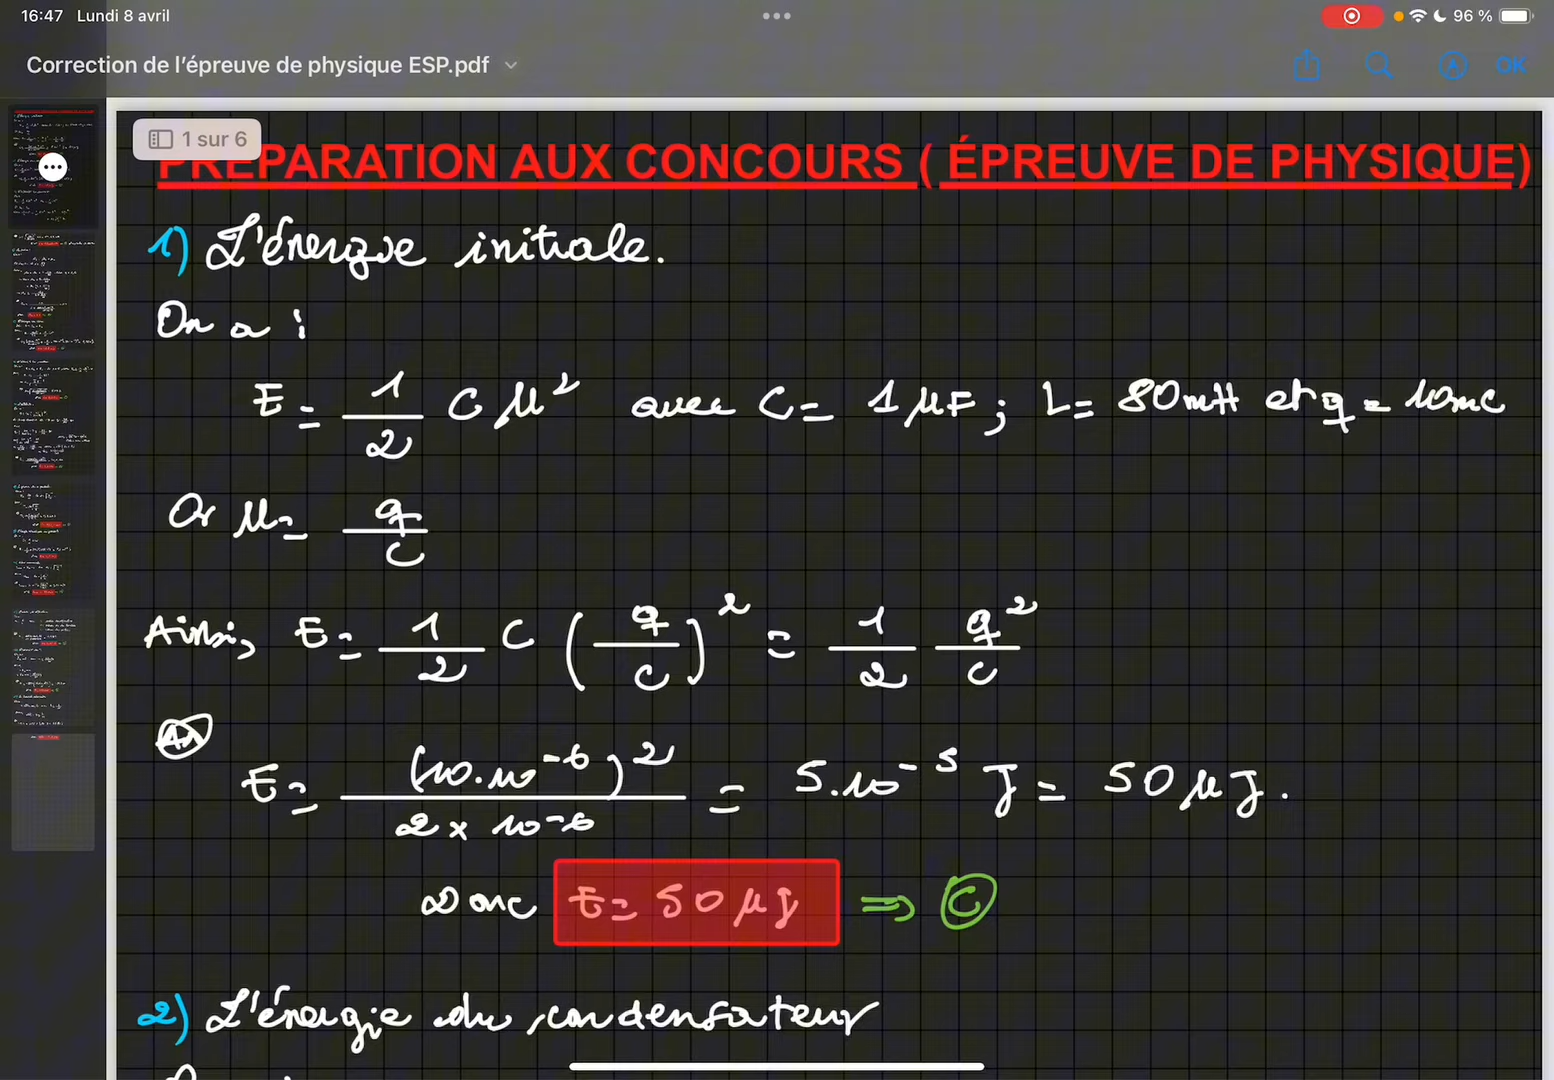 16:47 Lundi 8 avril
96 %
Correction de l'épreuve de physique ESP.pdf
OK
1 sur 6
PRÉPARATION AUX CONCOURS ( ÉPREUVE DE PHYSIQUE)
1) L'énergie initiale.
On a :
E = 1/2 C u² avec C = 1 µF ; L = 80mH et q = 10mc
Or u = q/C
Ainsi, E = 1/2 C (q/C)² = 1/2 q²/C
AN
E = (10.10⁻⁶)² / 2 × 10⁻⁶ = 5.10⁻⁵ J = 50 µJ.
Donc E = 50 µJ ⇒ C
2) L'énergie du condensateur